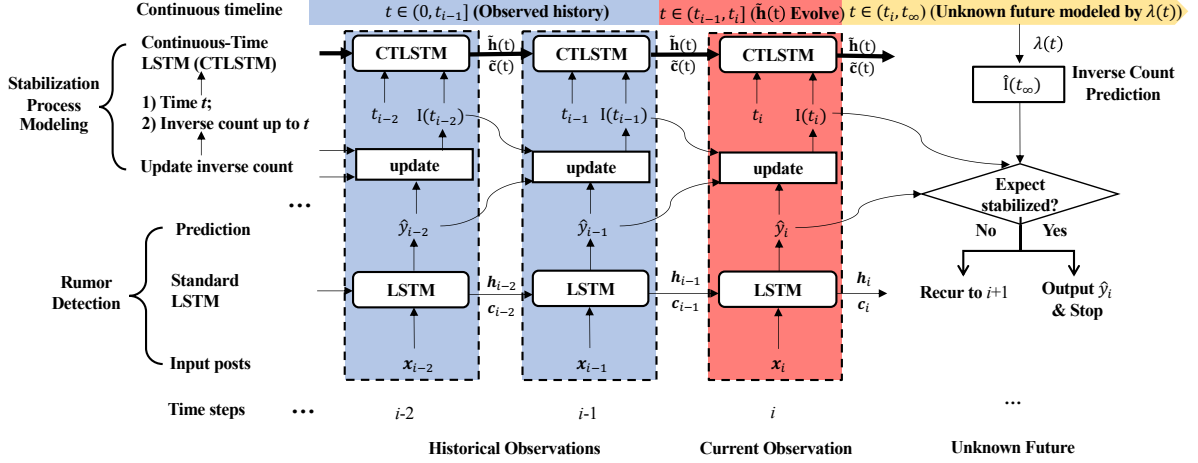 Continuous timeline
t ∈ (0, t_{i−1}] (Observed history)
t ∈ (t_{i−1}, t_i] (h̃(t) Evolve)
t ∈ (t_i, t_∞) (Unknown future modeled by λ(t))
Stabilization
Process
Modeling
Continuous-Time
LSTM (CTLSTM)
1) Time t;
2) Inverse count up to t
Update inverse count
CTLSTM
h̃(t)
c̃(t)
CTLSTM
h̃(t)
c̃(t)
CTLSTM
h̃(t)
c̃(t)
λ(t)
Î(t_∞)
Inverse Count
Prediction
t_{i−2}
I(t_{i−2})
t_{i−1}
I(t_{i−1})
t_i
I(t_i)
update
update
update
Expect
stabilized?
No
Yes
Recur to i+1
Output ŷ_i
& Stop
...
Rumor
Detection
Prediction
ŷ_{i−2}
ŷ_{i−1}
ŷ_i
Standard
LSTM
LSTM
h_{i−2}
c_{i−2}
LSTM
h_{i−1}
c_{i−1}
LSTM
h_i
c_i
Input posts
x_{i−2}
x_{i−1}
x_i
Time steps
...
i-2
i-1
i
...
Historical Observations
Current Observation
Unknown Future